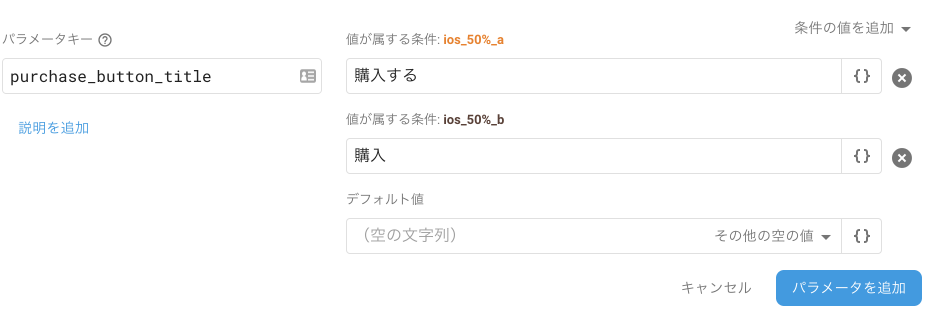 条件の値を追加
パラメータキー
purchase_button_title
説明を追加
値が属する条件: ios_50%_a
購入する
{}
値が属する条件: ios_50%_b
購入
{}
デフォルト値
（空の文字列）
その他の空の値
{}
キャンセル
パラメータを追加